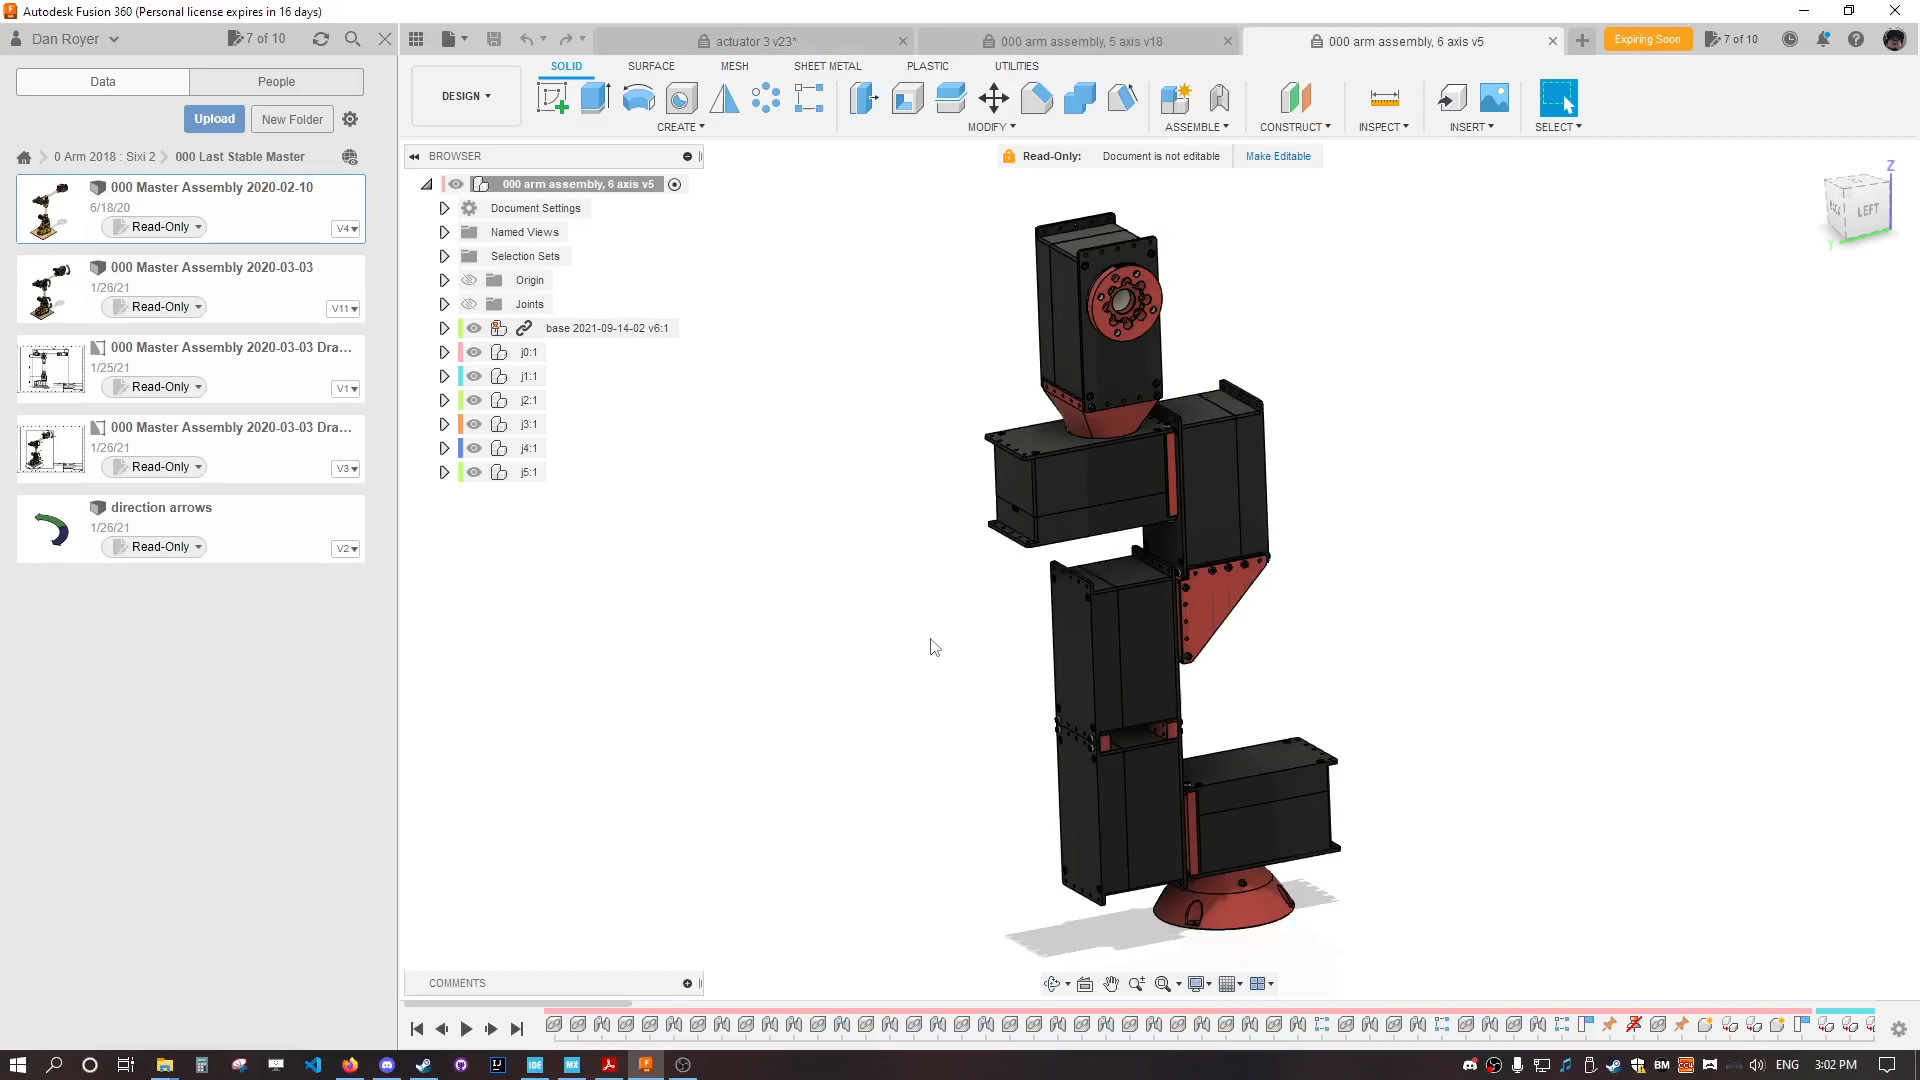 Autodesk Fusion 360 (Personal license expires in 16 days)
Dan Royer
7 of 10
actuator 3 v23*
000 arm assembly, 5 axis v18
000 arm assembly, 6 axis v5
Expiring Soon
7 of 10
Data
People
Upload
New Folder
0 Arm 2018 : Sixi 2
000 Last Stable Master
000 Master Assembly 2020-02-10
6/18/20
Read-Only
V4
000 Master Assembly 2020-03-03
1/26/21
Read-Only
V11
000 Master Assembly 2020-03-03 Dra...
1/25/21
Read-Only
V1
000 Master Assembly 2020-03-03 Dra...
1/26/21
Read-Only
V3
direction arrows
1/26/21
Read-Only
V2
DESIGN
SOLID
SURFACE
MESH
SHEET METAL
PLASTIC
UTILITIES
CREATE
MODIFY
ASSEMBLE
CONSTRUCT
INSPECT
INSERT
SELECT
BROWSER
Read-Only:
Document is not editable
Make Editable
000 arm assembly, 6 axis v5
Document Settings
Named Views
Selection Sets
Origin
Joints
base 2021-09-14-02 v6:1
j0:1
j1:1
j2:1
j3:1
j4:1
j5:1
Z
LEFT
Y
COMMENTS
IDE
MX
BM
ENG
3:02 PM